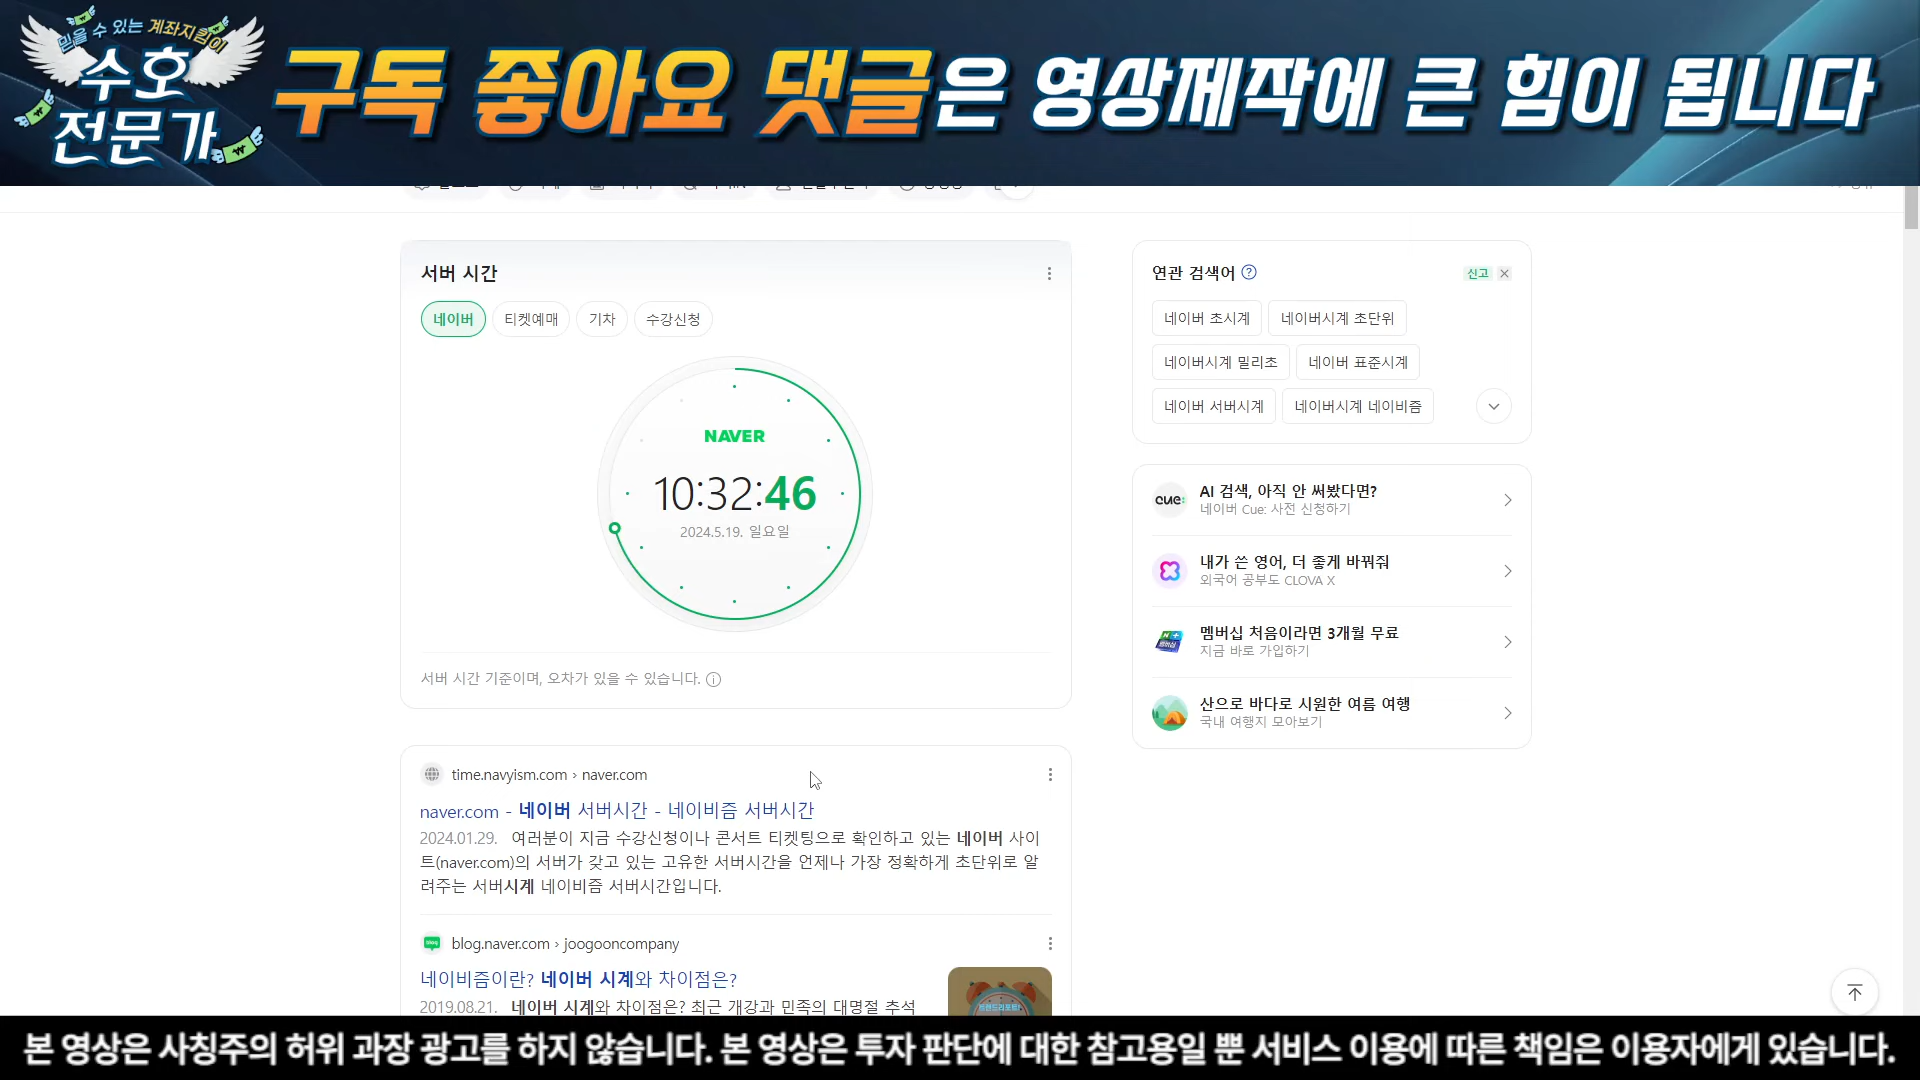 믿을 수 있는 계좌지킴이
수호
전문가
구독 좋아요 댓글은 영상제작에 큰 힘이 됩니다
서버 시간
네이버 티켓예매 기차 수강신청
NAVER
10:32:46
2024.5.19. 일요일
서버 시간 기준이며, 오차가 있을 수 있습니다.
time.navyism.com › naver.com
naver.com - 네이버 서버시간 - 네이비즘 서버시간
2024.01.29. 여러분이 지금 수강신청이나 콘서트 티켓팅으로 확인하고 있는 네이버 사이
트(naver.com)의 서버가 갖고 있는 고유한 서버시간을 언제나 가장 정확하게 초단위로 알
려주는 서버시계 네이비즘 서버시간입니다.
blog.naver.com › joogooncompany
네이비즘이란? 네이버 시계와 차이점은?
2019.08.21. 네이버 시계와 차이점은? 최근 개강과 민족의 대명절 추석
연관 검색어 신고
네이버 초시계 네이버시계 초단위
네이버시계 밀리초 네이버 표준시계
네이버 서버시계 네이버시계 네이비즘
cue:
AI 검색, 아직 안 써봤다면?
네이버 Cue: 사전 신청하기
내가 쓴 영어, 더 좋게 바꿔줘
외국어 공부도 CLOVA X
멤버십 처음이라면 3개월 무료
지금 바로 가입하기
산으로 바다로 시원한 여름 여행
국내 여행지 모아보기
본 영상은 사칭주의 허위 과장 광고를 하지 않습니다. 본 영상은 투자 판단에 대한 참고용일 뿐 서비스 이용에 따른 책임은 이용자에게 있습니다.